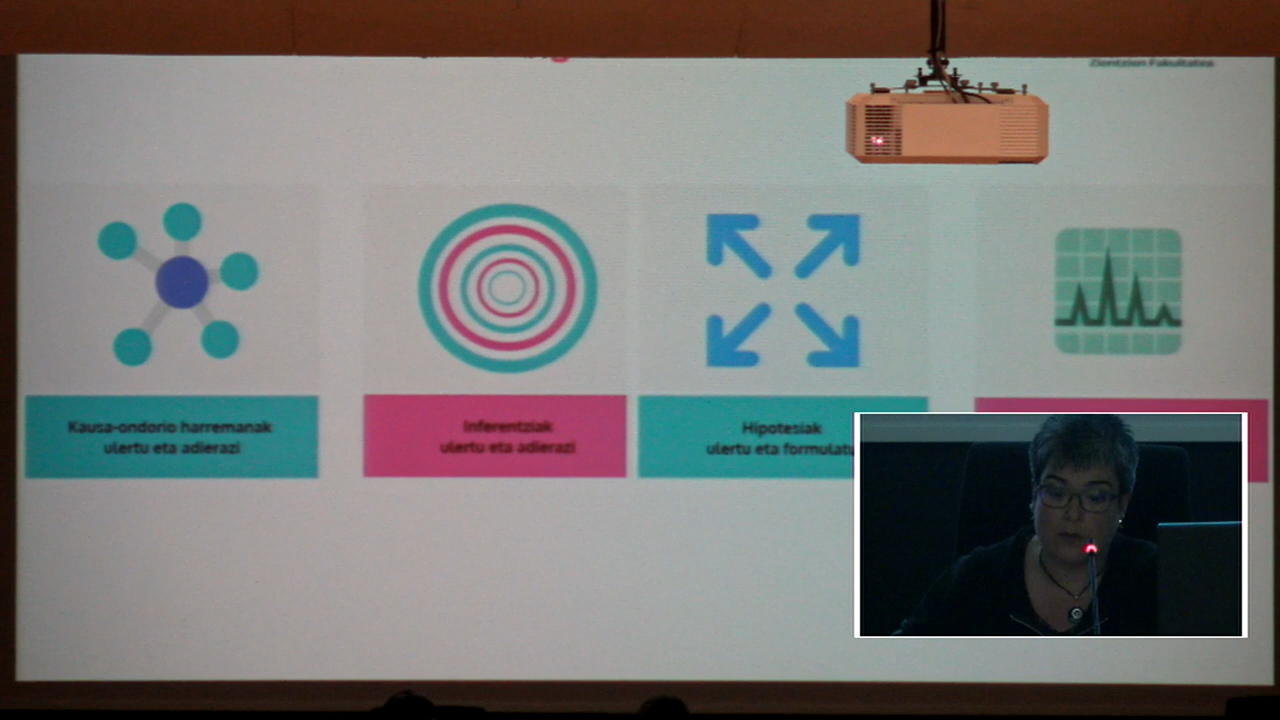 Zientzien Fakultatea
Kausa-ondorio harremanak
ulertu eta adierazi
Inferentziak
ulertu eta adierazi
Hipotesiak
ulertu eta formulatu